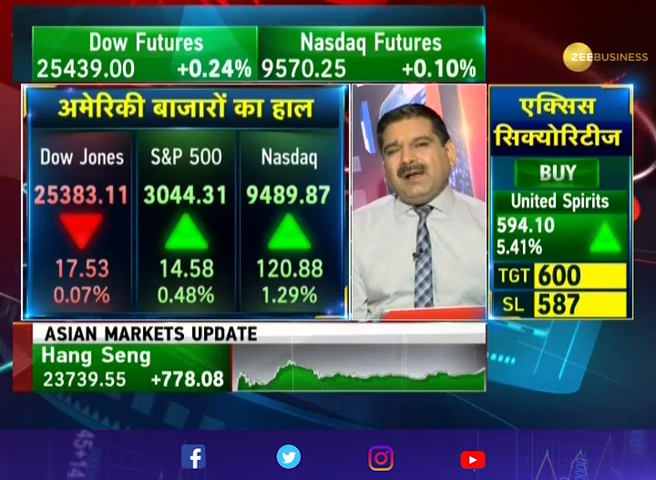 Dow Futures
25439.00 +0.24%
Nasdaq Futures
9570.25 +0.10%
ZEEBUSINESS
अमेरिकी बाजारों का हाल
Dow Jones
25383.11
17.53
0.07%
S&P 500
3044.31
14.58
0.48%
Nasdaq
9489.87
120.88
1.29%
एक्सिस
सिक्योरिटीज
BUY
United Spirits
594.10
5.41%
TGT 600
SL 587
ASIAN MARKETS UPDATE
Hang Seng
23739.55 +778.08
45+14